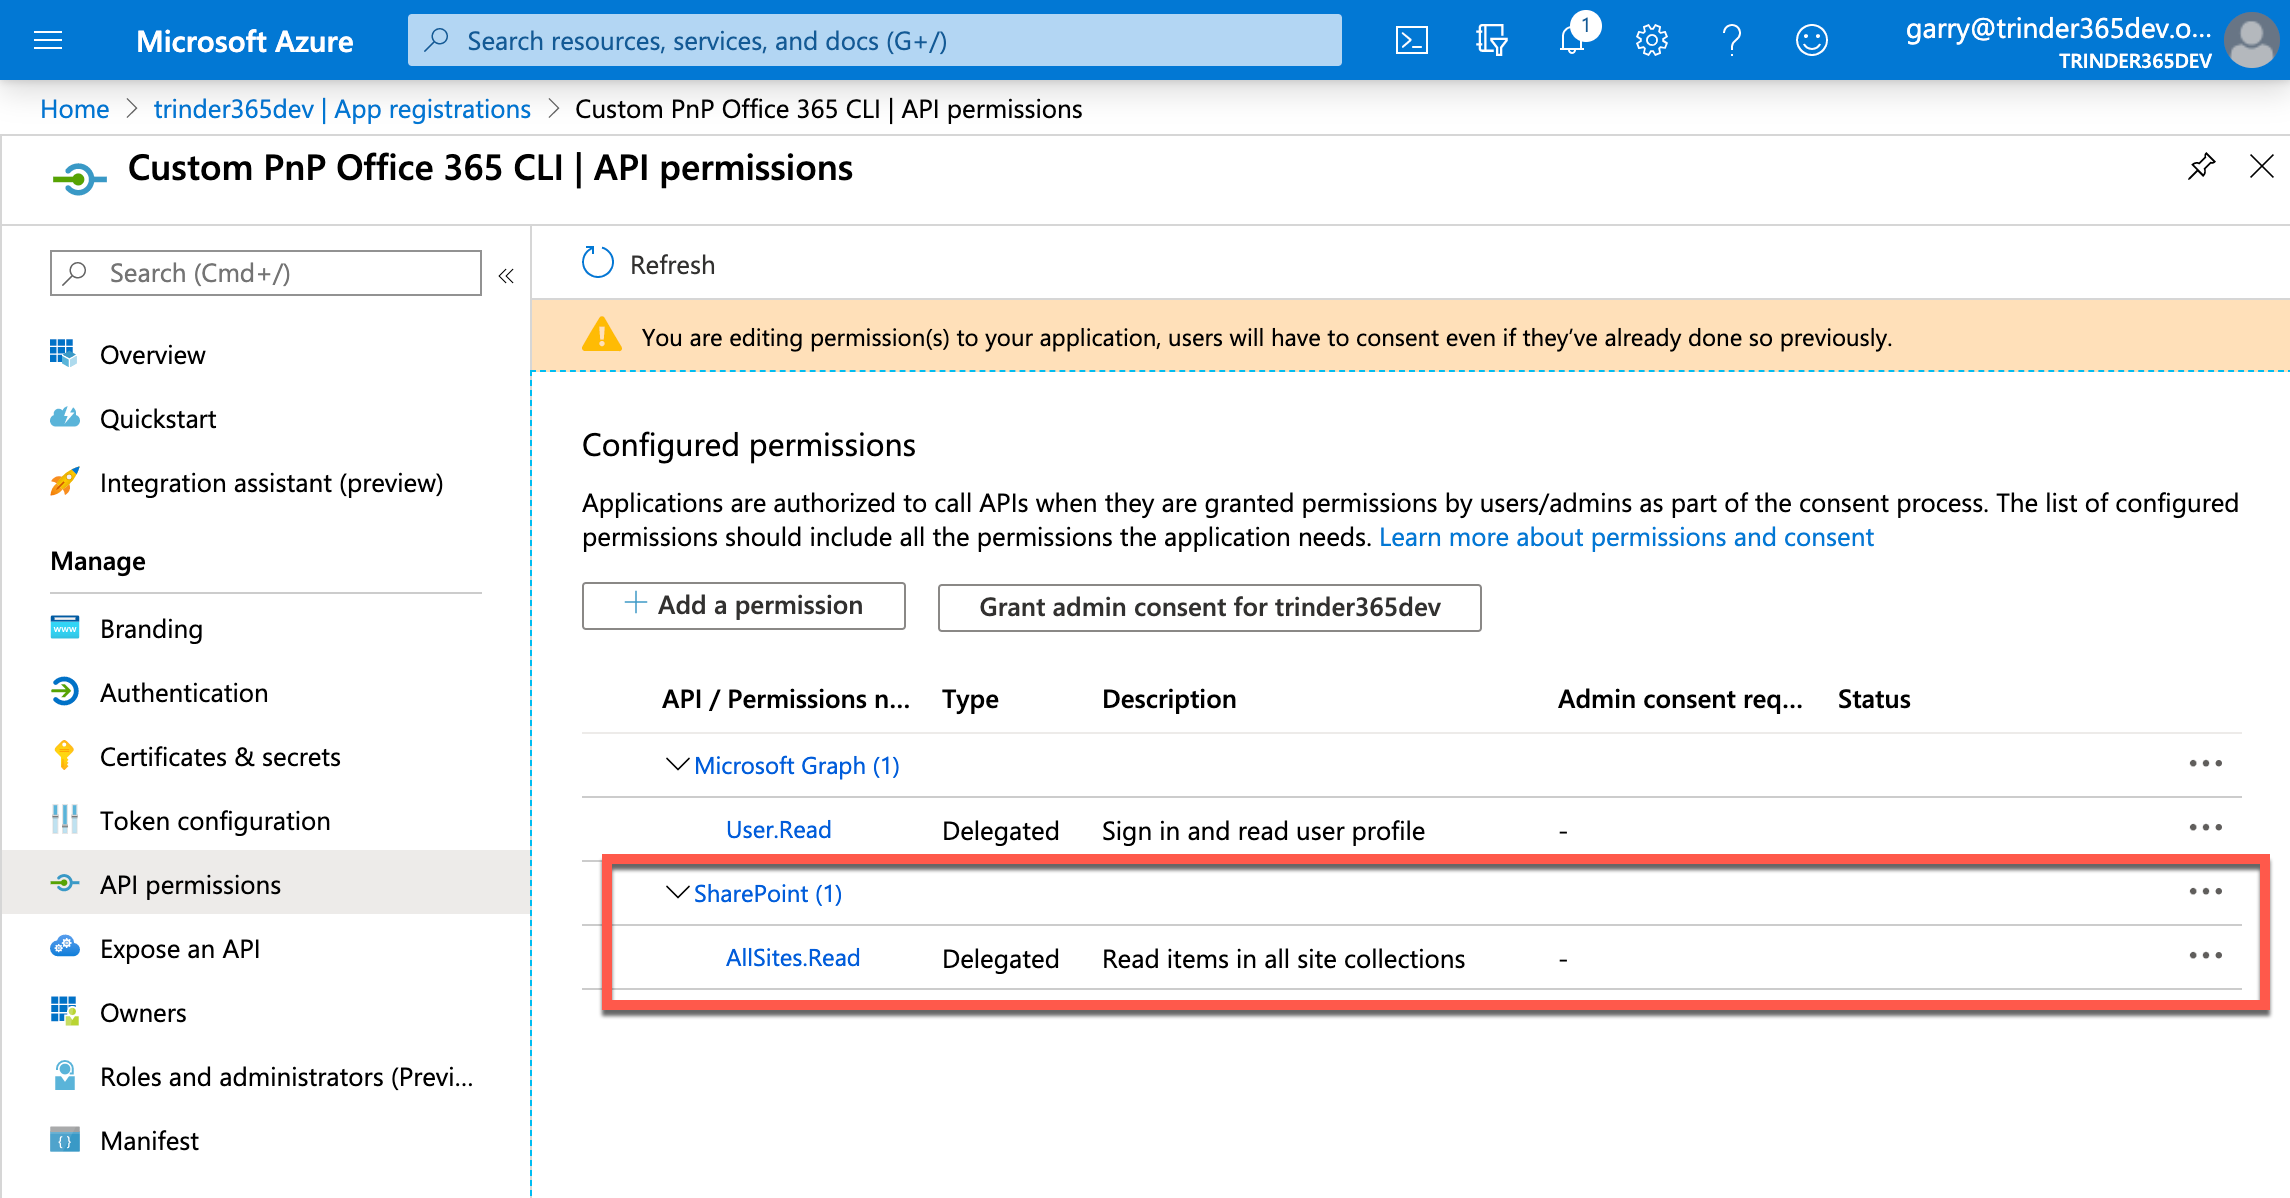 Microsoft Azure
Search resources, services, and docs (G+/)
1
garry@trinder365dev.o...
TRINDER365DEV
Home > trinder365dev | App registrations > Custom PnP Office 365 CLI | API permissions
Custom PnP Office 365 CLI | API permissions
Search (Cmd+/)
«
Overview
Quickstart
Integration assistant (preview)
Manage
Branding
Authentication
Certificates & secrets
Token configuration
API permissions
Expose an API
Owners
Roles and administrators (Previ...
Manifest
Refresh
You are editing permission(s) to your application, users will have to consent even if they’ve already done so previously.
Configured permissions
Applications are authorized to call APIs when they are granted permissions by users/admins as part of the consent process. The list of configured
permissions should include all the permissions the application needs. Learn more about permissions and consent
+ Add a permission
Grant admin consent for trinder365dev
API / Permissions n... Type Description Admin consent req... Status
Microsoft Graph (1)
User.Read Delegated Sign in and read user profile -
SharePoint (1)
AllSites.Read Delegated Read items in all site collections -